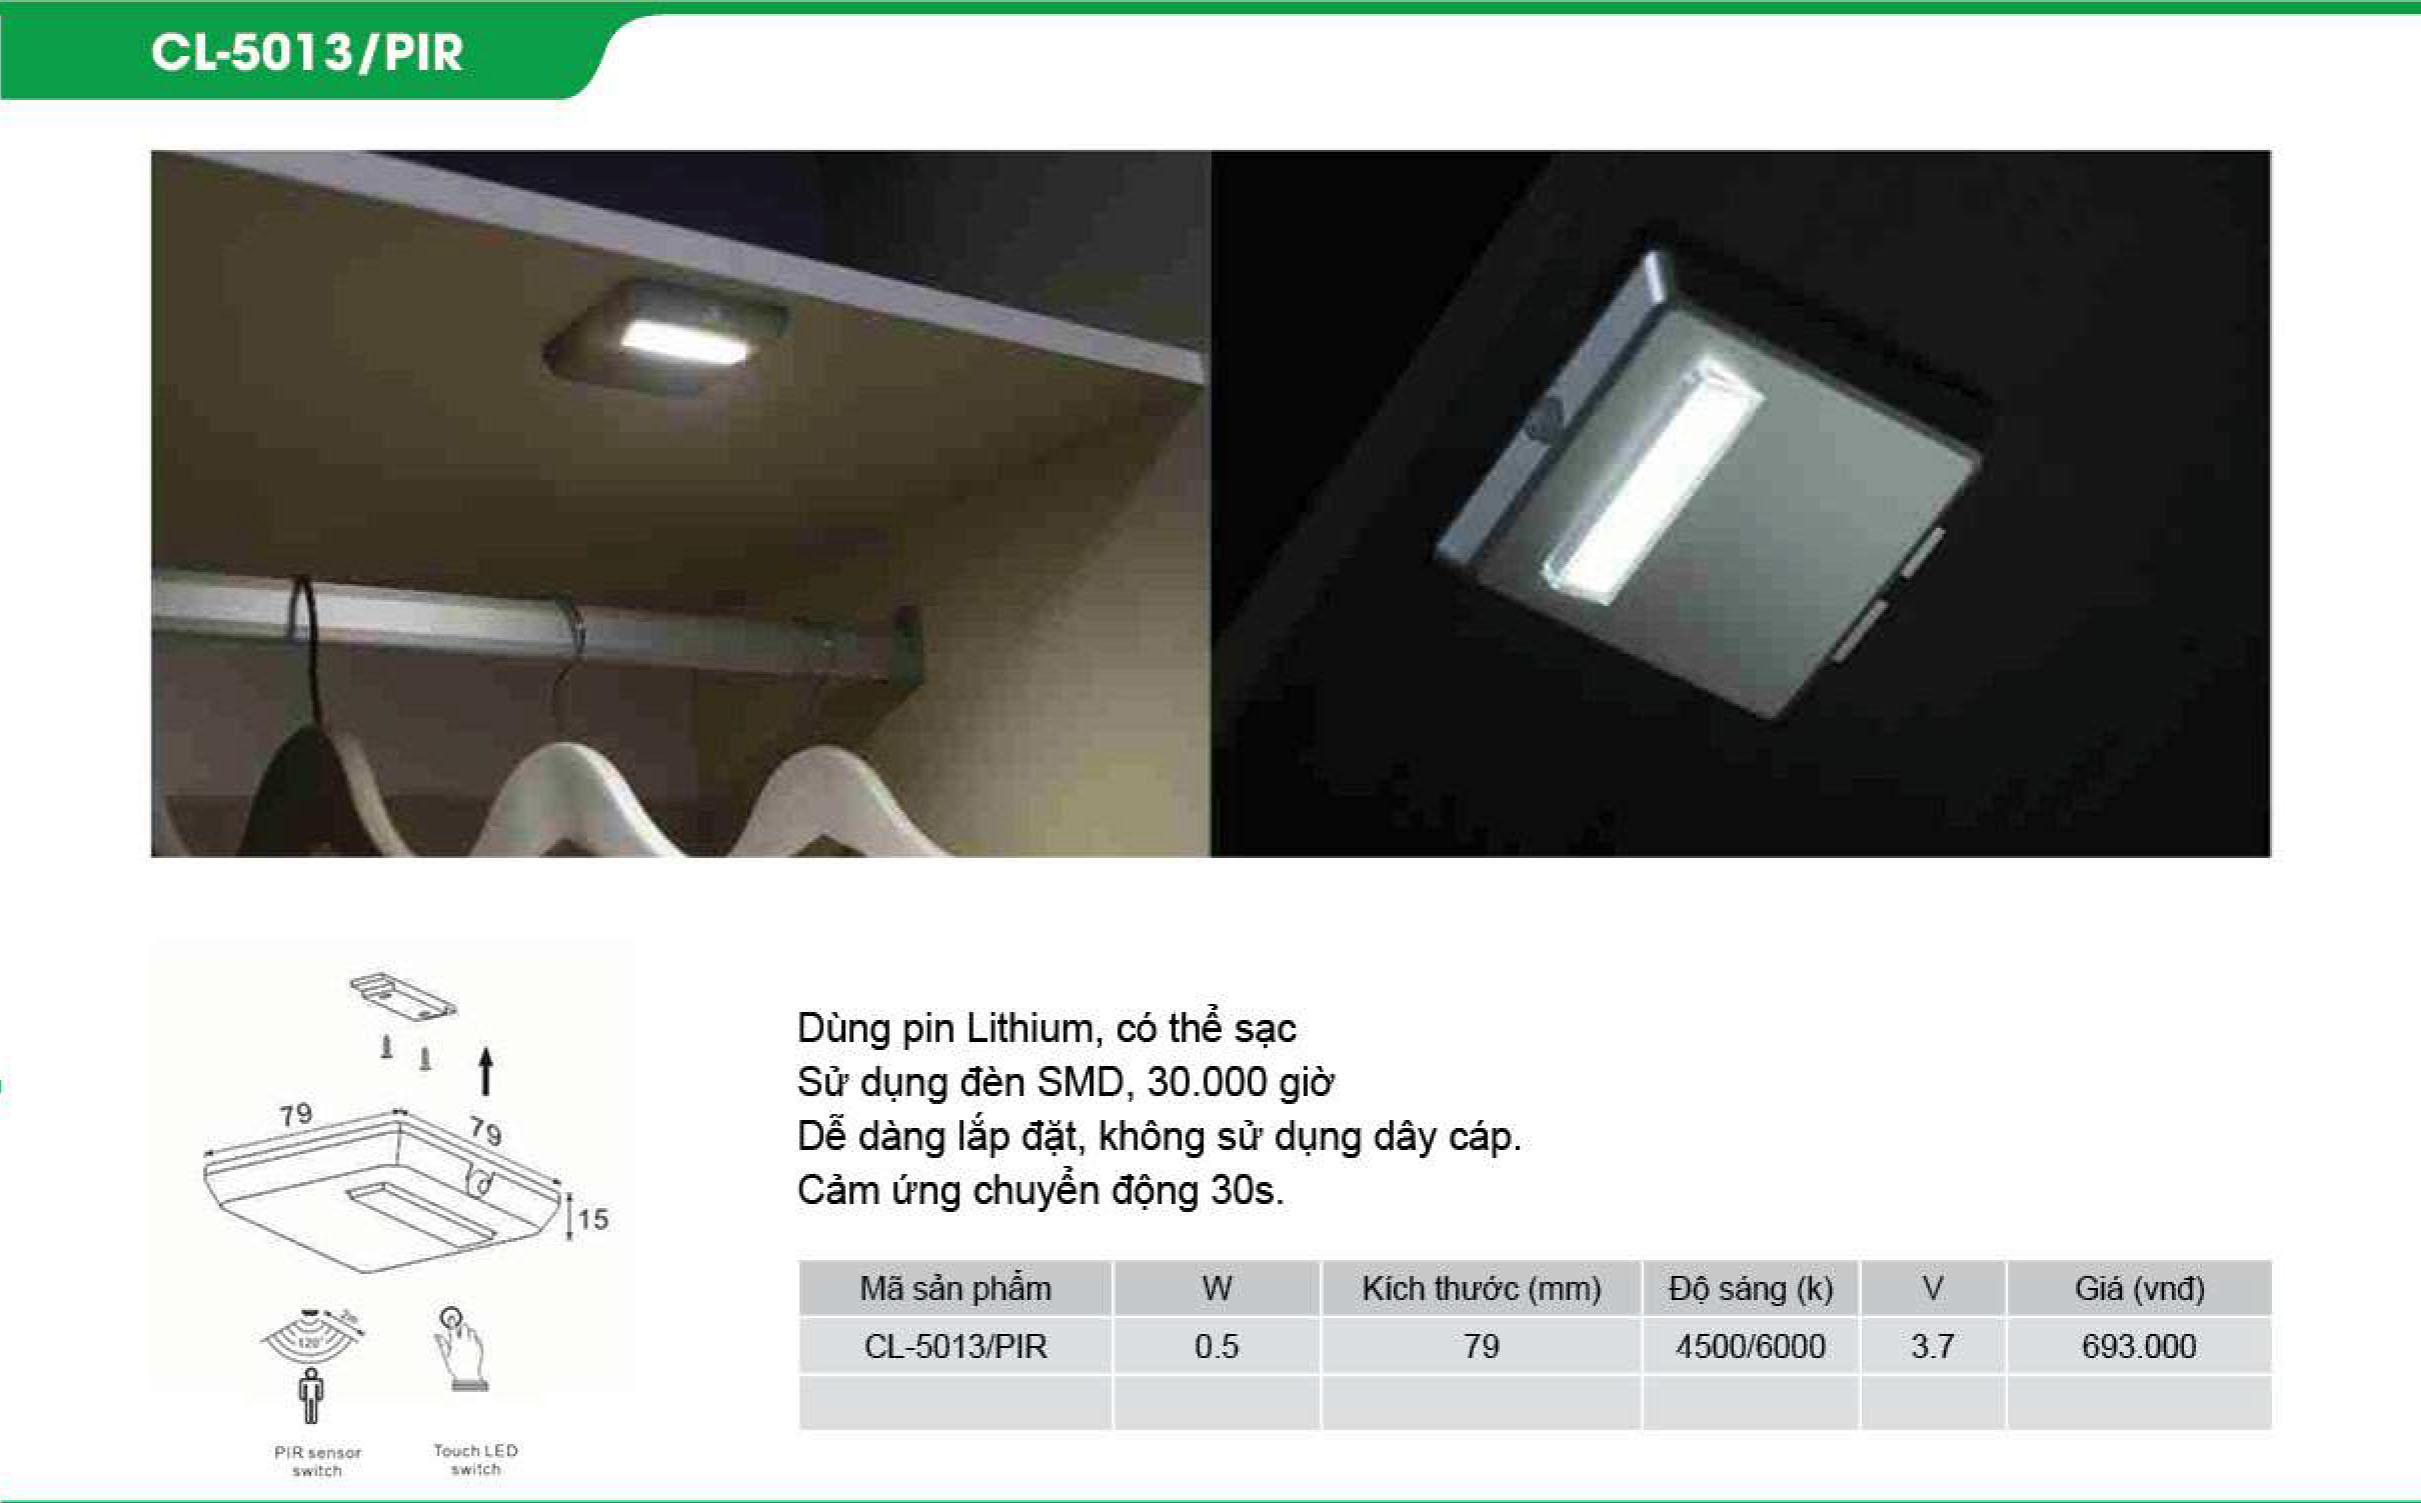 CL-5013/PIR
79
79
15
2m
120°
PIR sensor
switch
Touch LED
switch
Dùng pin Lithium, có thể sạc
Sử dụng đèn SMD, 30.000 giờ
Dễ dàng lắp đặt, không sử dụng dây cáp.
Cảm ứng chuyển động 30s.
Mã sản phẩm W Kích thước (mm) Độ sáng (k) V Giá (vnđ)
CL-5013/PIR 0.5 79 4500/6000 3.7 693.000